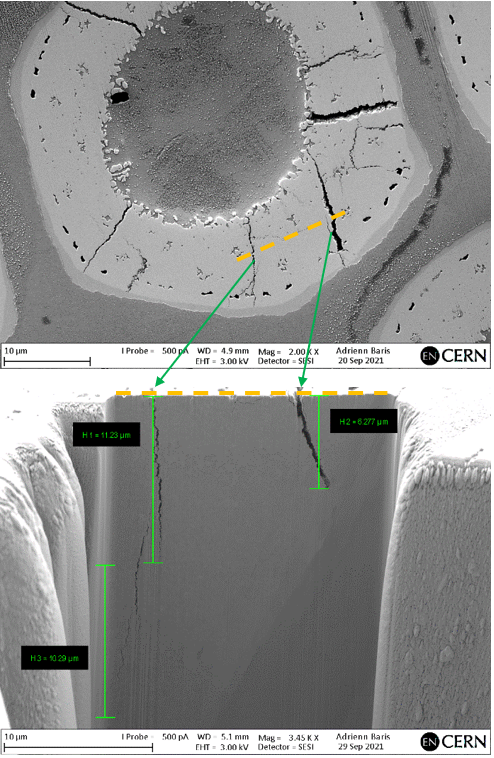 10 µm
I Probe = 500 pA WD = 4.9 mm Mag = 2.00 K X Adrienn Baris
EHT = 3.00 kV Detector = SESI 20 Sep 2021
EN CERN
H 1 = 11.23 µm
H 2 = 6.277 µm
H 3 = 10.29 µm
10 µm
I Probe = 500 pA WD = 5.1 mm Mag = 3.45 K X Adrienn Baris
EHT = 3.00 kV Detector = SESI 29 Sep 2021
EN CERN